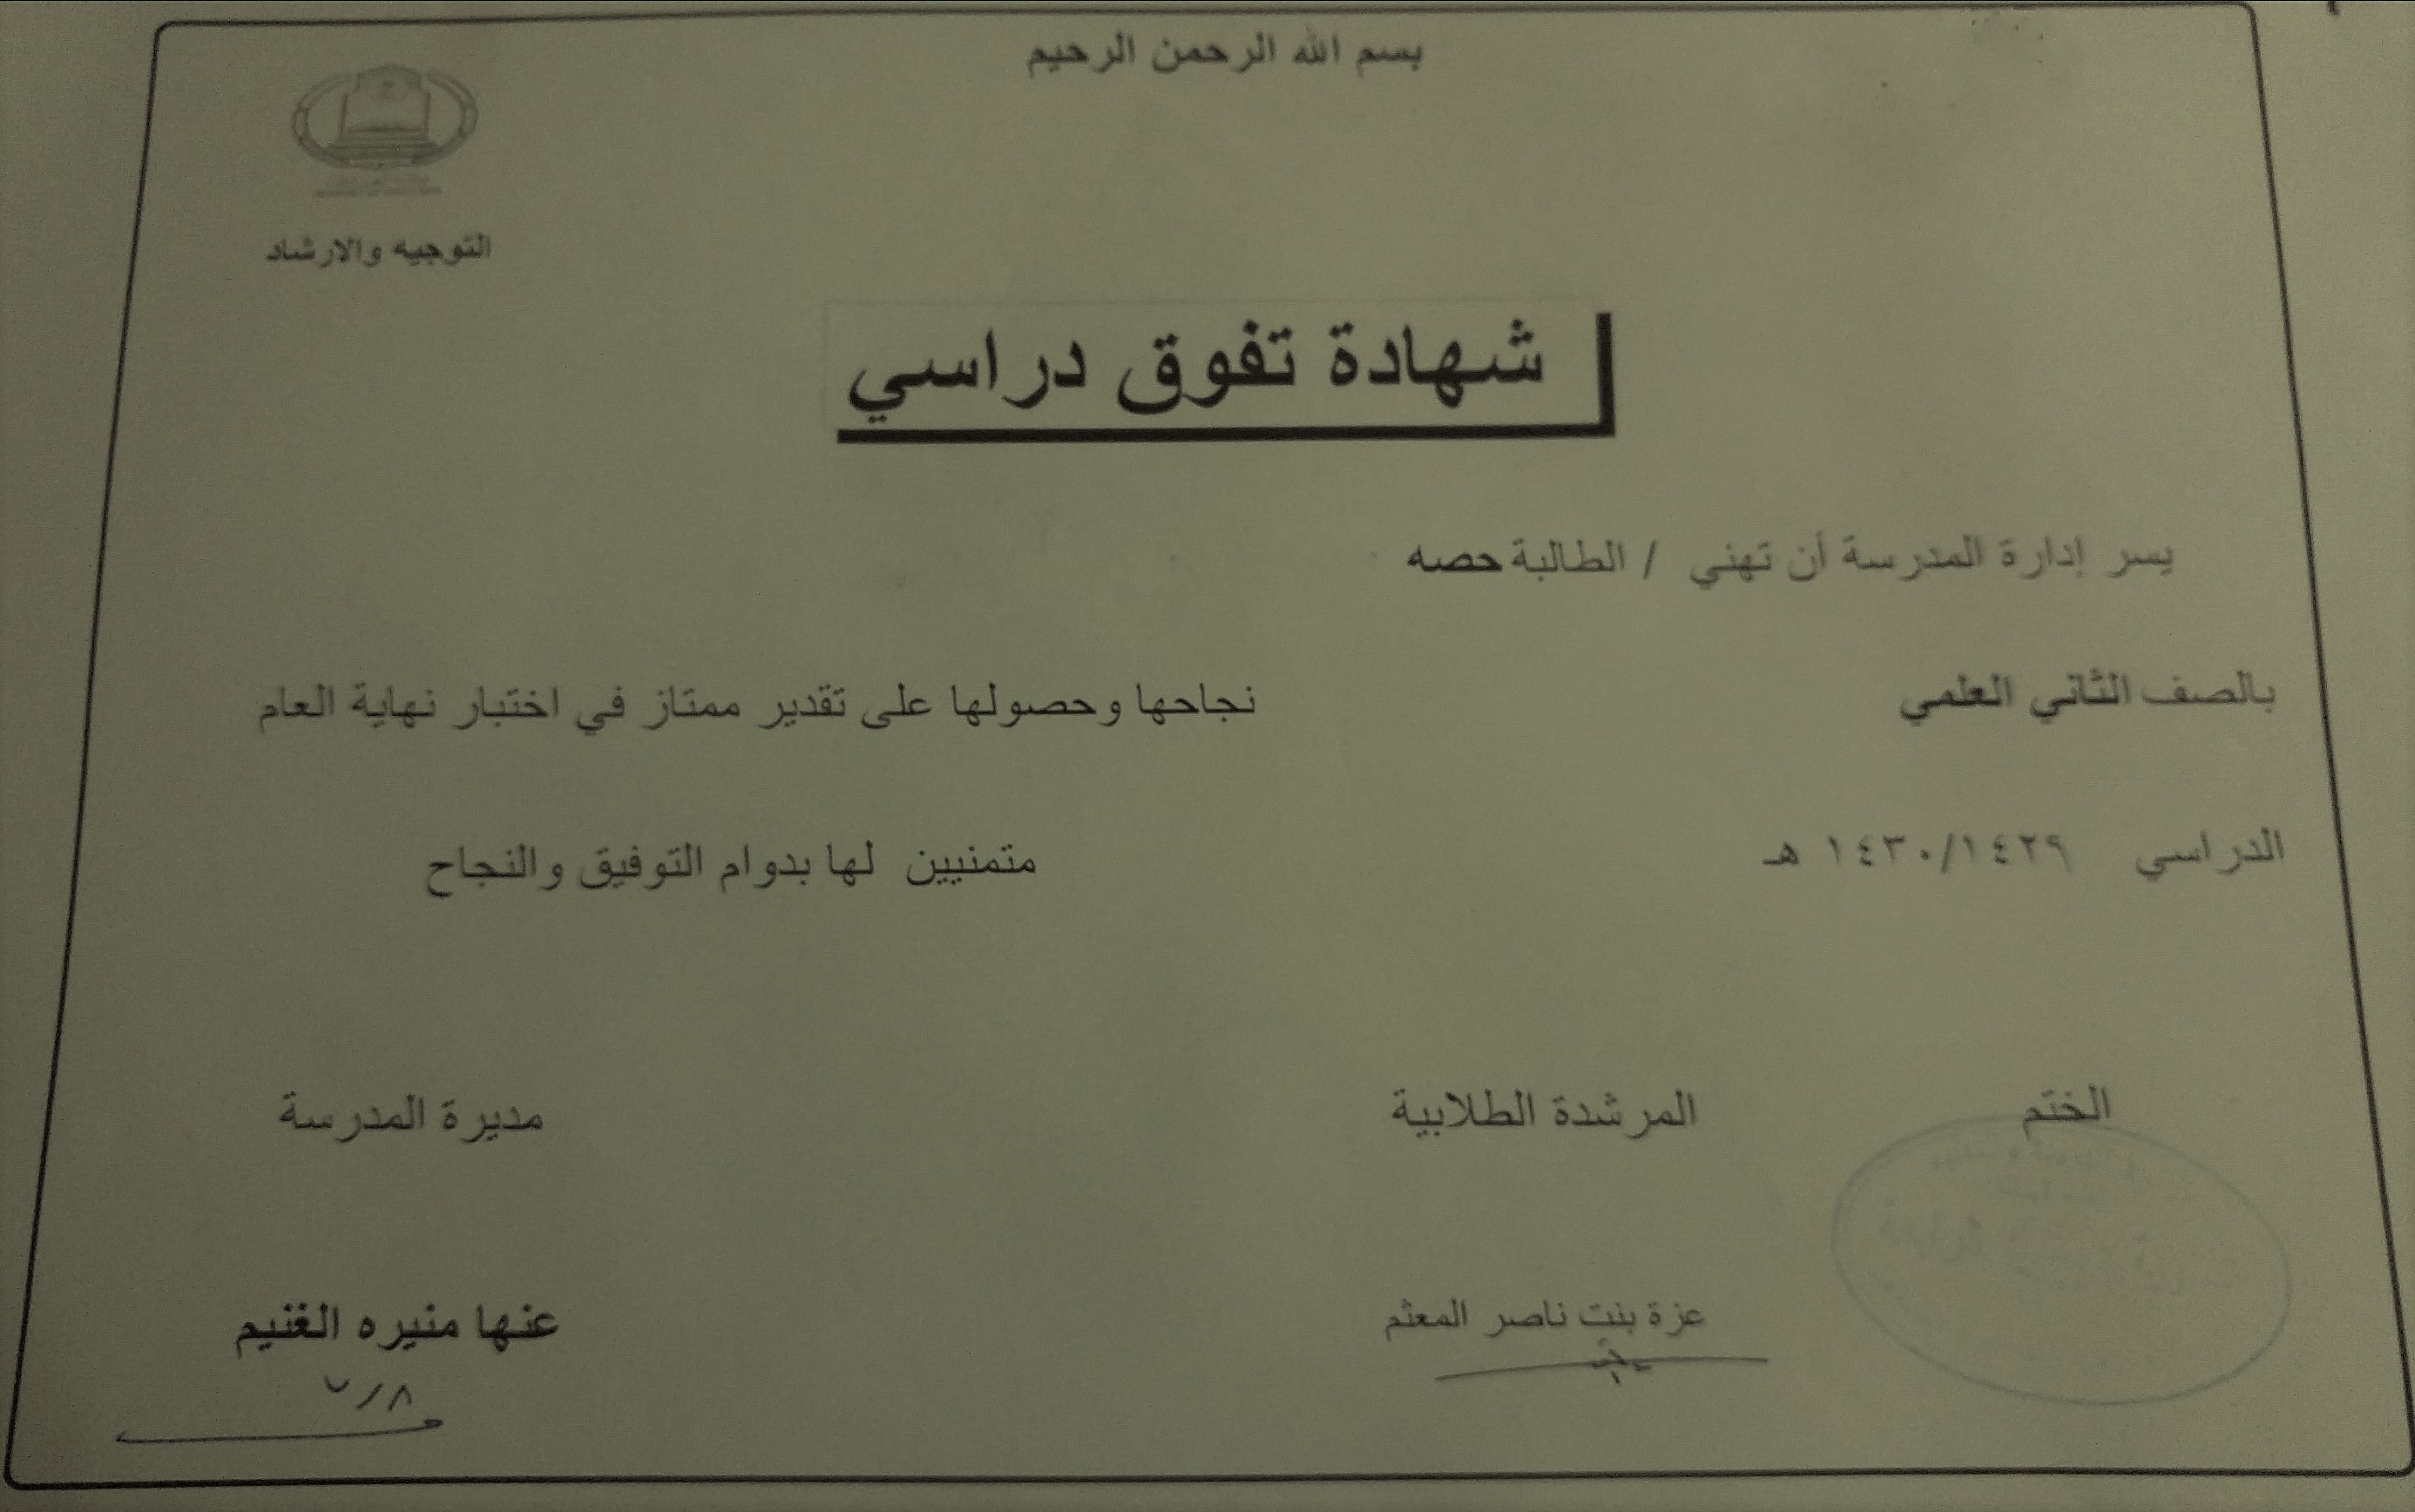 بسم الله الرحمن الرحيم
التوجيه والارشاد
شهادة تفوق دراسي
يسر إدارة المدرسة أن تهني / الطالبة حصه
بالصف الثاني العلمي نجاحها وحصولها على تقدير ممتاز في اختبار نهاية العام
الدراسي ١٤٢٩/١٤٣٠ هـ متمنيين لها بدوام التوفيق والنجاح
الختم المرشدة الطلابية مديرة المدرسة
عزة بنت ناصر المعثم عنها منيره الغنيم
٧/٨